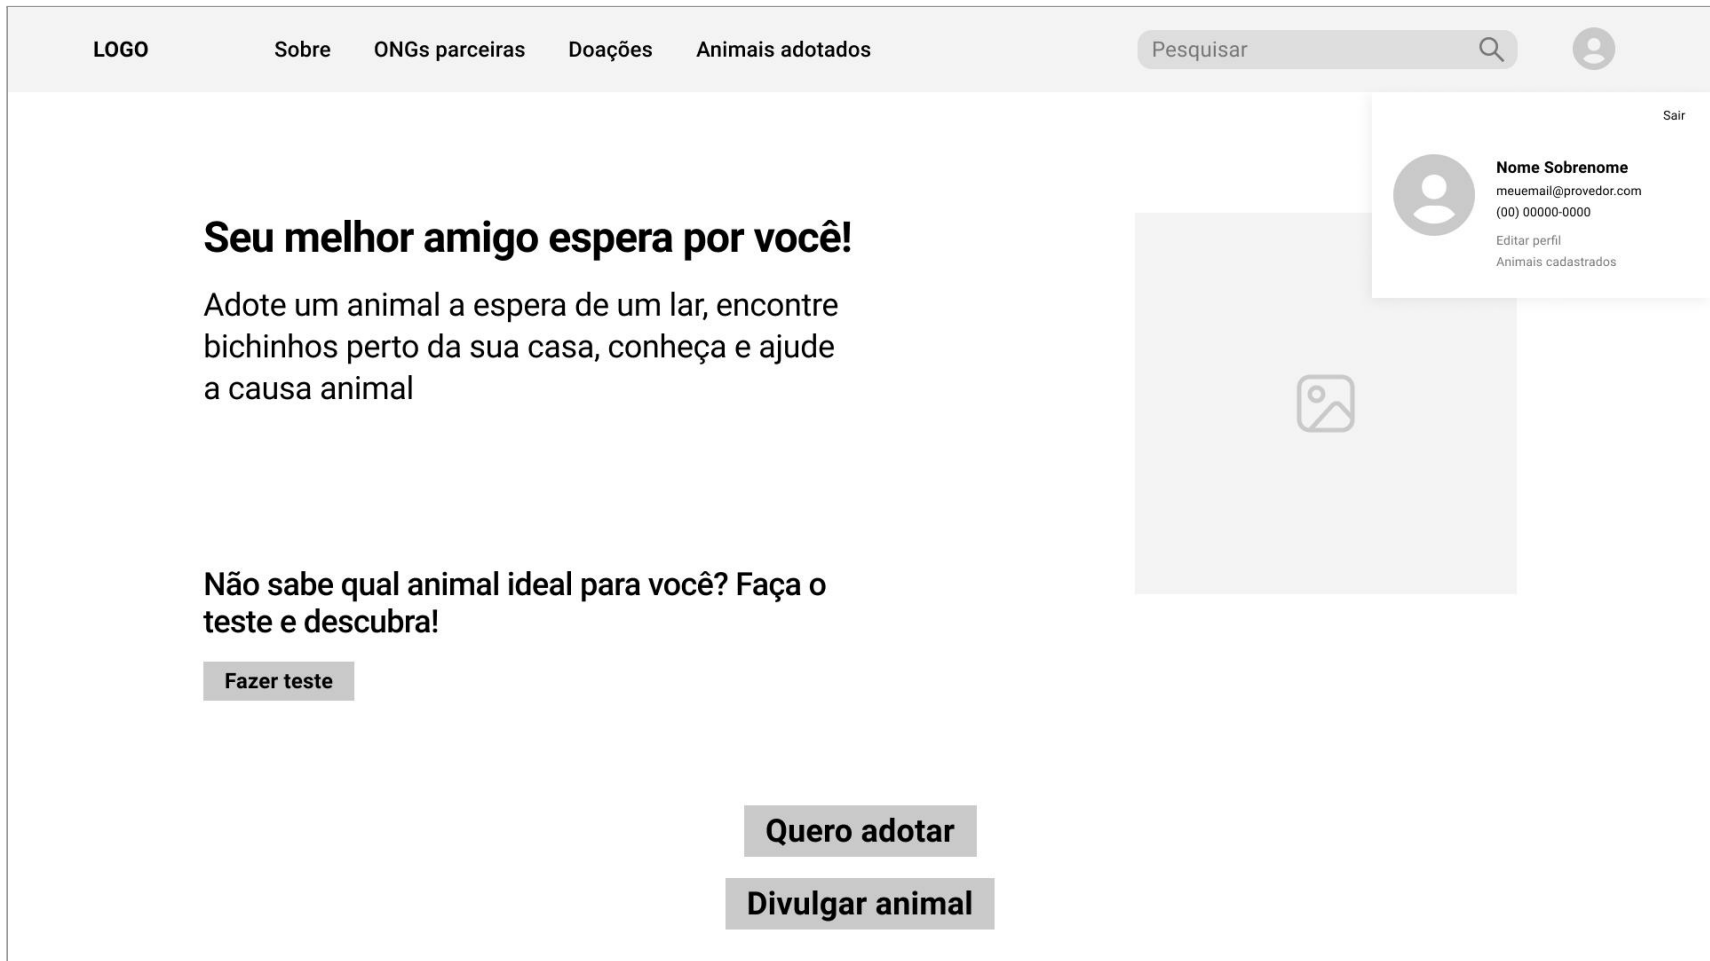 LOGO
Sobre
ONGs parceiras
Doações
Animais adotados
Pesquisar
Sair
Nome Sobrenome
meuemail@provedor.com
(00) 00000-0000
Editar perfil
Animais cadastrados
Seu melhor amigo espera por você!
Adote um animal a espera de um lar, encontre
bichinhos perto da sua casa, conheça e ajude
a causa animal
Não sabe qual animal ideal para você? Faça o
teste e descubra!
Fazer teste
Quero adotar
Divulgar animal